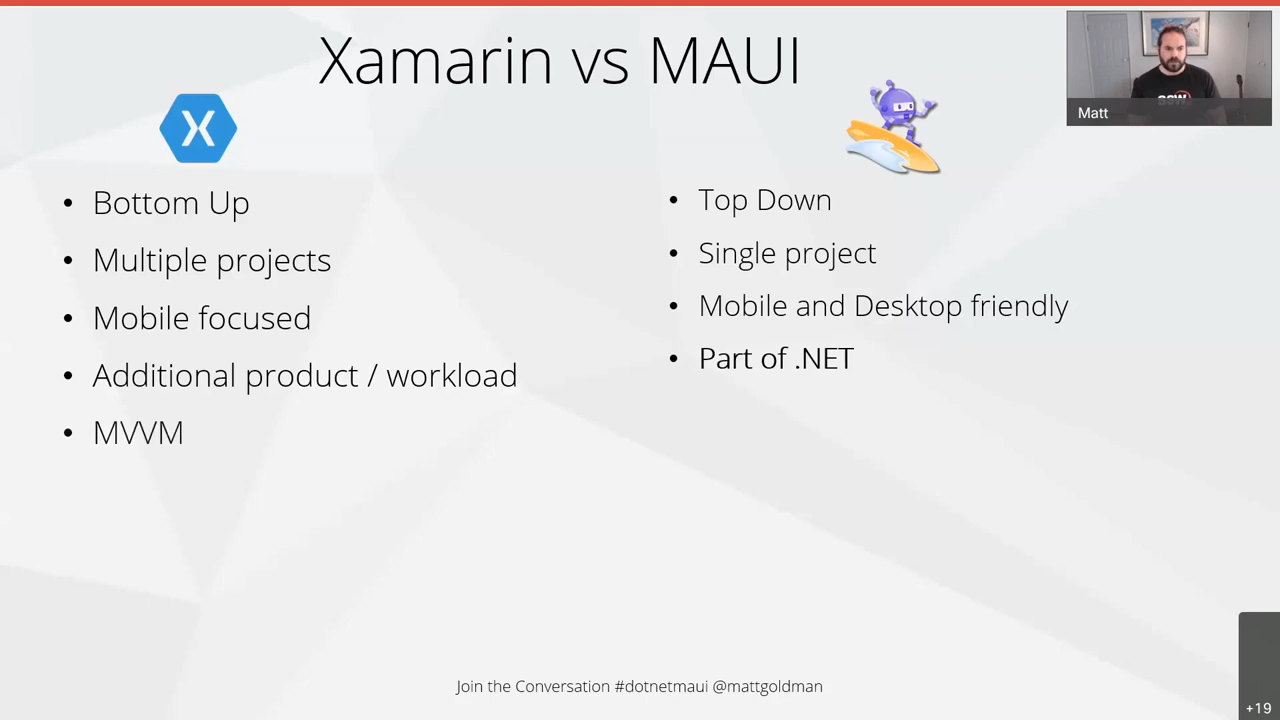 Xamarin vs MAUI
X
Matt
• Bottom Up
• Multiple projects
• Mobile focused
• Additional product / workload
• MVVM
• Top Down
• Single project
• Mobile and Desktop friendly
• Part of .NET
Join the Conversation #dotnetmaui @mattgoldman
+19